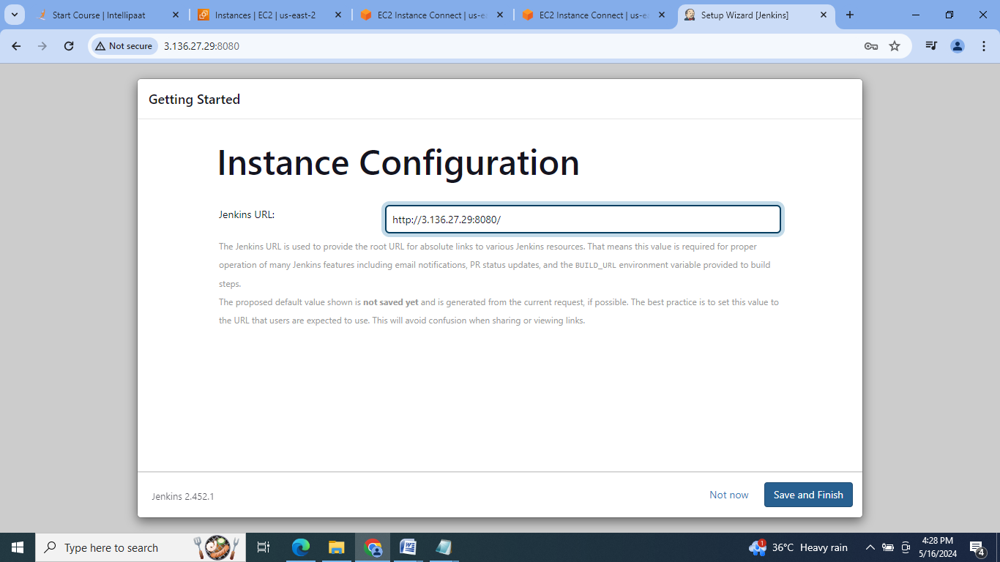 Start Course | Intellipaat
Instances | EC2 | us-east-2
EC2 Instance Connect | us-ea
EC2 Instance Connect | us-ea
Setup Wizard [Jenkins]
Not secure
3.136.27.29:8080
Getting Started
Instance Configuration
Jenkins URL:
http://3.136.27.29:8080/
The Jenkins URL is used to provide the root URL for absolute links to various Jenkins resources. That means this value is required for proper
operation of many Jenkins features including email notifications, PR status updates, and the BUILD_URL environment variable provided to build
steps.
The proposed default value shown is not saved yet and is generated from the current request, if possible. The best practice is to set this value to
the URL that users are expected to use. This will avoid confusion when sharing or viewing links.
Jenkins 2.452.1
Not now
Save and Finish
Type here to search
1
36°C Heavy rain
4:28 PM
5/16/2024
4